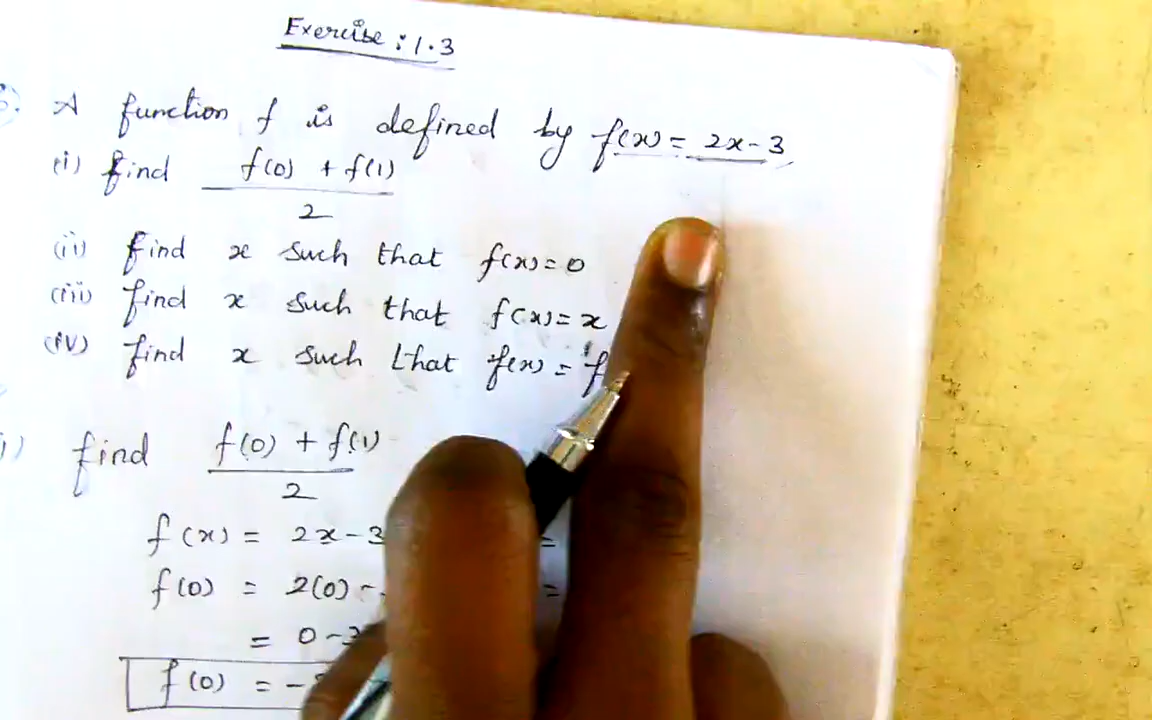 Exercise : 1.3
A function f is defined by f(x) = 2x-3
(i) find f(0) + f(1)
2
(ii) find x such that f(x) = 0
(iii) find x such that f(x) = x
(iv) find x such that f(x) = f
find f(0) + f(1)
2
f(x) = 2x-3 =
f(0) = 2(0) - =
= 0-3
f(0) = -